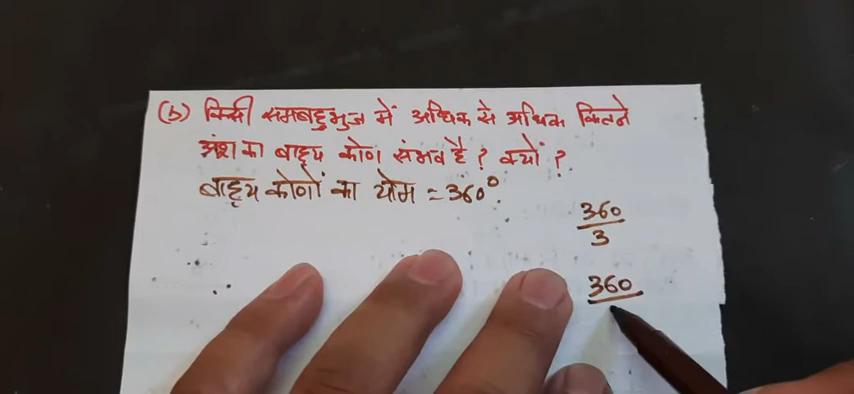 (b) किसी समबहुभुज में अधिक से अधिक कितने
अंश का बाह्य कोण संभव है? क्यों?
बाह्य कोणों का योग = 360°
360
3
360